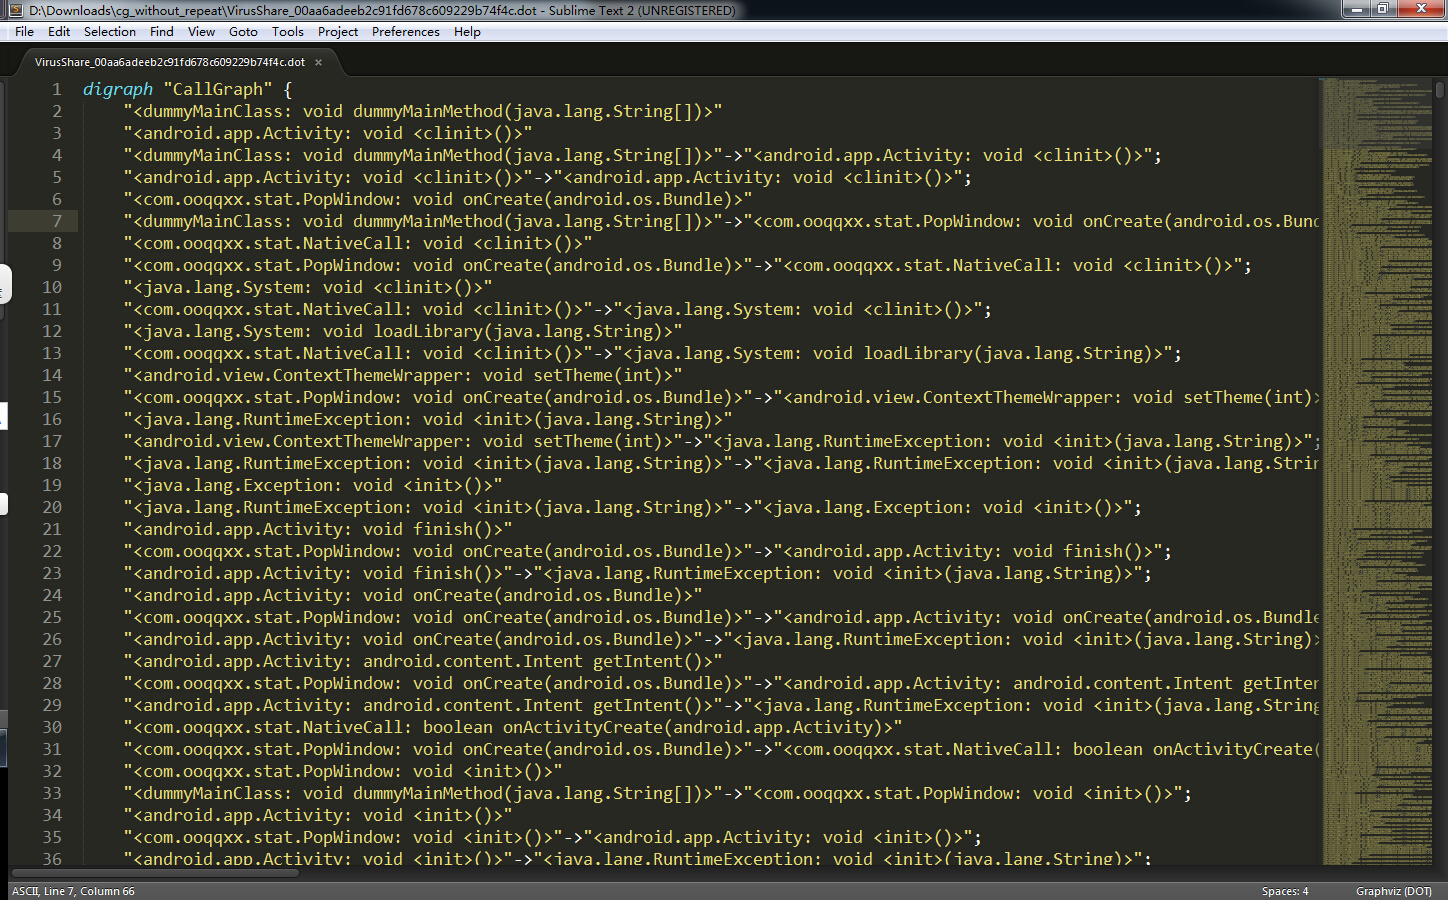 D:\Downloads\cg_without_repeat\VirusShare_00aa6adeeb2c91fd678c609229b74f4c.dot - Sublime Text 2 (UNREGISTERED)
File Edit Selection Find View Goto Tools Project Preferences Help
VirusShare_00aa6adeeb2c91fd678c609229b74f4c.dot ×
1 digraph "CallGraph" {
2 "<dummyMainClass: void dummyMainMethod(java.lang.String[])>"
3 "<android.app.Activity: void <clinit>()>"
4 "<dummyMainClass: void dummyMainMethod(java.lang.String[])>"->"<android.app.Activity: void <clinit>()>";
5 "<android.app.Activity: void <clinit>()>"->"<android.app.Activity: void <clinit>()>";
6 "<com.ooqqxx.stat.PopWindow: void onCreate(android.os.Bundle)>"
7 "<dummyMainClass: void dummyMainMethod(java.lang.String[])>"->"<com.ooqqxx.stat.PopWindow: void onCreate(android.os.Bund
8 "<com.ooqqxx.stat.NativeCall: void <clinit>()>"
9 "<com.ooqqxx.stat.PopWindow: void onCreate(android.os.Bundle)>"->"<com.ooqqxx.stat.NativeCall: void <clinit>()>";
10 "<java.lang.System: void <clinit>()>"
11 "<com.ooqqxx.stat.NativeCall: void <clinit>()>"->"<java.lang.System: void <clinit>()>";
12 "<java.lang.System: void loadLibrary(java.lang.String)>"
13 "<com.ooqqxx.stat.NativeCall: void <clinit>()>"->"<java.lang.System: void loadLibrary(java.lang.String)>";
14 "<android.view.ContextThemeWrapper: void setTheme(int)>"
15 "<com.ooqqxx.stat.PopWindow: void onCreate(android.os.Bundle)>"->"<android.view.ContextThemeWrapper: void setTheme(int)>
16 "<java.lang.RuntimeException: void <init>(java.lang.String)>"
17 "<android.view.ContextThemeWrapper: void setTheme(int)>"->"<java.lang.RuntimeException: void <init>(java.lang.String)>";
18 "<java.lang.RuntimeException: void <init>(java.lang.String)>"->"<java.lang.RuntimeException: void <init>(java.lang.Strin
19 "<java.lang.Exception: void <init>()>"
20 "<java.lang.RuntimeException: void <init>(java.lang.String)>"->"<java.lang.Exception: void <init>()>";
21 "<android.app.Activity: void finish()>"
22 "<com.ooqqxx.stat.PopWindow: void onCreate(android.os.Bundle)>"->"<android.app.Activity: void finish()>";
23 "<android.app.Activity: void finish()>"->"<java.lang.RuntimeException: void <init>(java.lang.String)>";
24 "<android.app.Activity: void onCreate(android.os.Bundle)>"
25 "<com.ooqqxx.stat.PopWindow: void onCreate(android.os.Bundle)>"->"<android.app.Activity: void onCreate(android.os.Bundle
26 "<android.app.Activity: void onCreate(android.os.Bundle)>"->"<java.lang.RuntimeException: void <init>(java.lang.String)>
27 "<android.app.Activity: android.content.Intent getIntent()>"
28 "<com.ooqqxx.stat.PopWindow: void onCreate(android.os.Bundle)>"->"<android.app.Activity: android.content.Intent getInten
29 "<android.app.Activity: android.content.Intent getIntent()>"->"<java.lang.RuntimeException: void <init>(java.lang.String
30 "<com.ooqqxx.stat.NativeCall: boolean onActivityCreate(android.app.Activity)>"
31 "<com.ooqqxx.stat.PopWindow: void onCreate(android.os.Bundle)>"->"<com.ooqqxx.stat.NativeCall: boolean onActivityCreate(
32 "<com.ooqqxx.stat.PopWindow: void <init>()>"
33 "<dummyMainClass: void dummyMainMethod(java.lang.String[])>"->"<com.ooqqxx.stat.PopWindow: void <init>()>";
34 "<android.app.Activity: void <init>()>"
35 "<com.ooqqxx.stat.PopWindow: void <init>()>"->"<android.app.Activity: void <init>()>";
36 "<android.app.Activity: void <init>()>"->"<java.lang.RuntimeException: void <init>(java.lang.String)>";
ASCII, Line 7, Column 66 Spaces: 4 Graphviz (DOT)